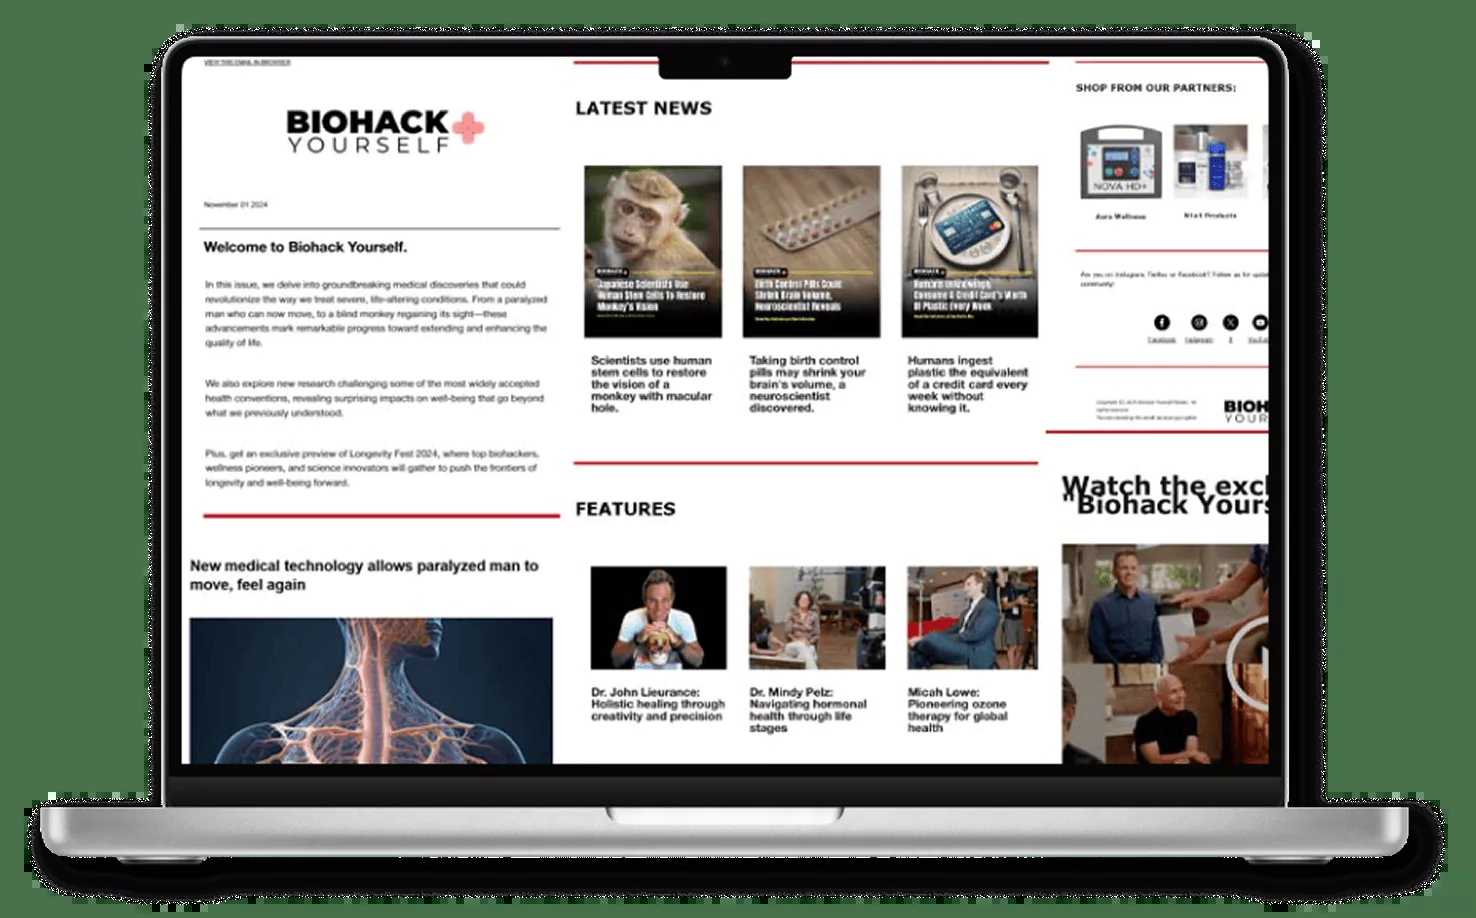 VIEW THIS EMAIL IN BROWSER
BIOHACK
YOURSELF
November 01 2024
Welcome to Biohack Yourself.
In this issue, we delve into groundbreaking medical discoveries that could
revolutionize the way we treat severe, life-altering conditions. From a paralyzed
man who can now move, to a blind monkey regaining its sight—these
advancements mark remarkable progress toward extending and enhancing the
quality of life.
We also explore new research challenging some of the most widely accepted
health conventions, revealing surprising impacts on well-being that go beyond
what we previously understood.
Plus, get an exclusive preview of Longevity Fest 2024, where top biohackers,
wellness pioneers, and science innovators will gather to push the frontiers of
longevity and well-being forward.
New medical technology allows paralyzed man to
move, feel again
LATEST NEWS
BIOHACK
Japanese Scientists Use
Human Stem Cells To Restore
Monkey's Vision
BIOHACK
Birth Control Pills Could
Shrink Brain Volume,
Neuroscientist Reveals
BIOHACK
Humans Unknowingly
Consume A Credit Card's Worth
Of Plastic Every Week
Scientists use human
stem cells to restore
the vision of a
monkey with macular
hole.
Taking birth control
pills may shrink your
brain's volume, a
neuroscientist
discovered.
Humans ingest
plastic the equivalent
of a credit card every
week without
knowing it.
FEATURES
Dr. John Lieurance:
Holistic healing through
creativity and precision
Dr. Mindy Pelz:
Navigating hormonal
health through life
stages
Micah Lowe:
Pioneering ozone
therapy for global
health
SHOP FROM OUR PARTNERS:
NOVA HD+
Aura Wellness
N1o1 Products
Are you on Instagram, Twitter or Facebook? Follow us for
community!
Facebook
Instagram
X
BIOH
YOUR
Watch the excl
"Biohack Yours